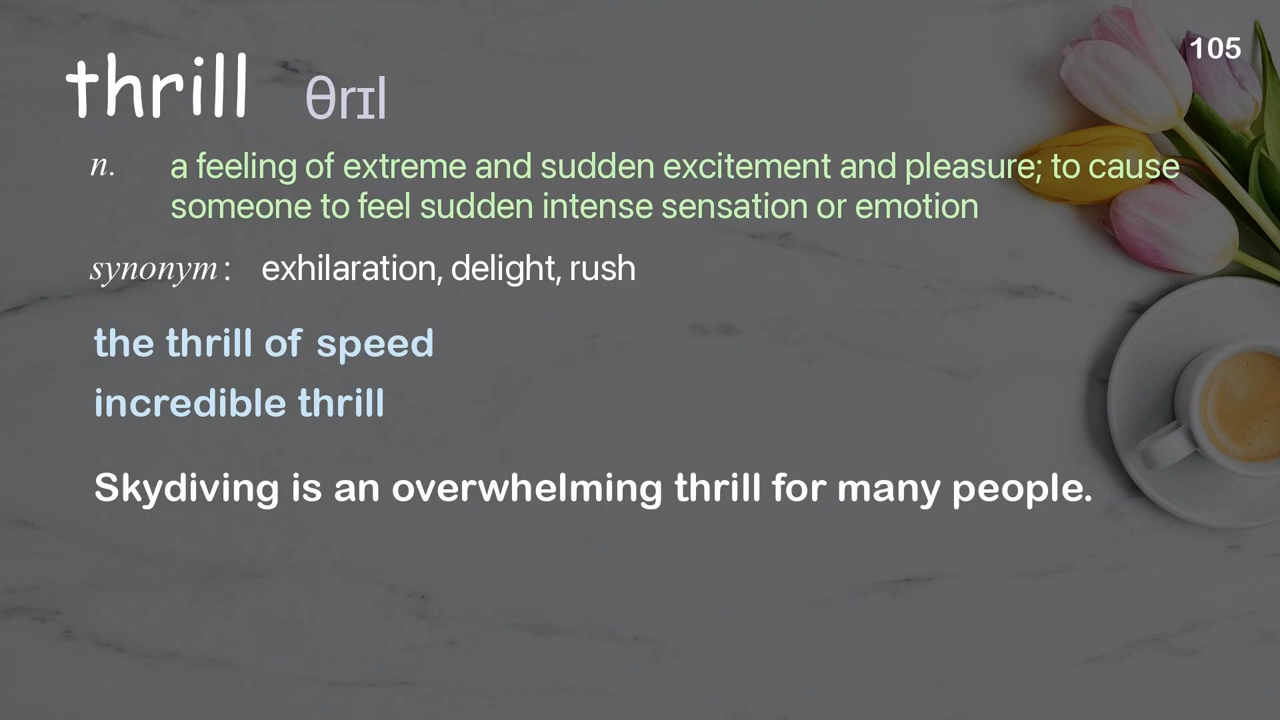 105
thrill θrɪl
n. a feeling of extreme and sudden excitement and pleasure; to cause
someone to feel sudden intense sensation or emotion
synonym: exhilaration, delight, rush
the thrill of speed
incredible thrill
Skydiving is an overwhelming thrill for many people.